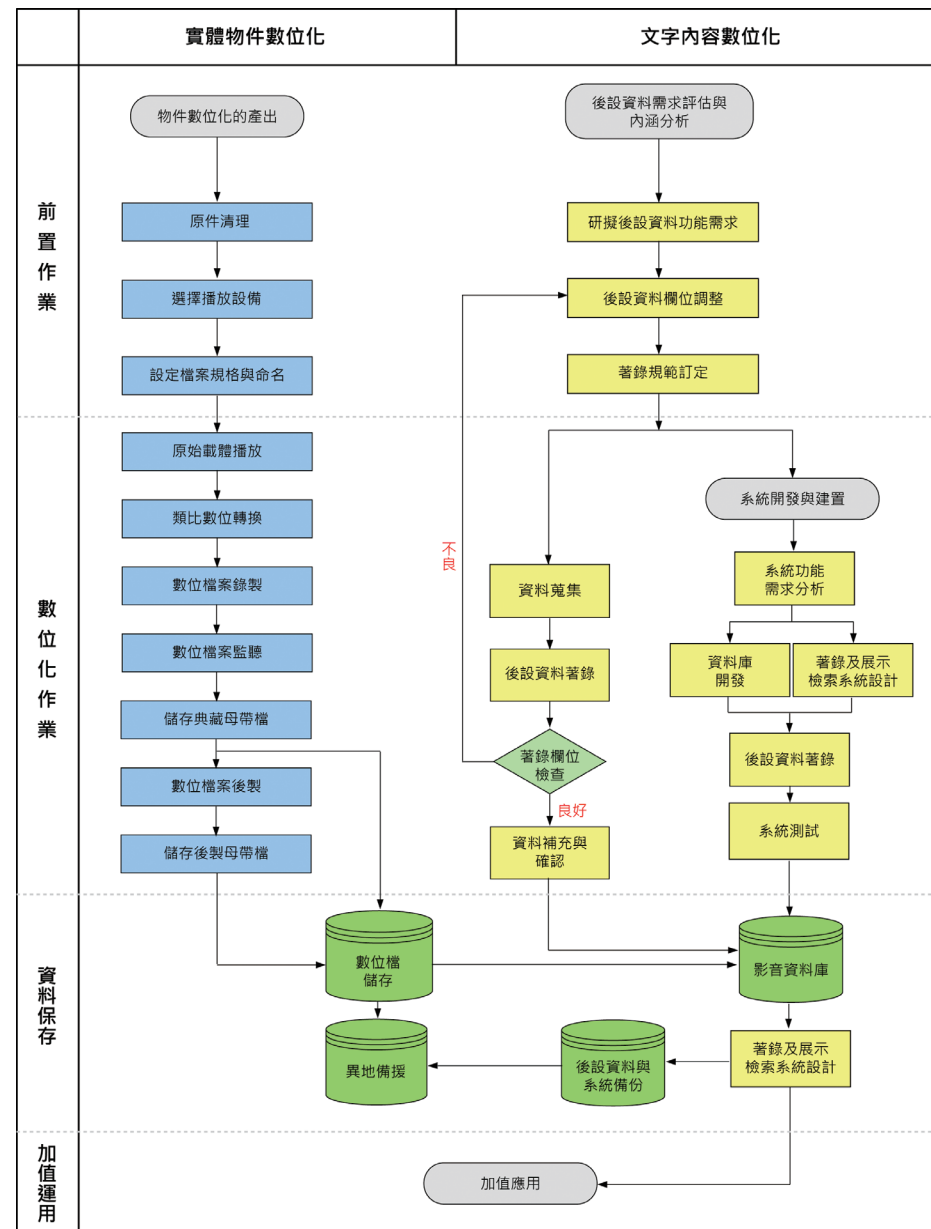 實體物件數位化
文字內容數位化
前置作業
物件數位化的產出
原件清理
選擇播放設備
設定檔案規格與命名
後設資料需求評估與
內涵分析
研擬後設資料功能需求
後設資料欄位調整
著錄規範訂定
數位化作業
原始載體播放
類比數位轉換
數位檔案錄製
數位檔案監聽
儲存典藏母帶檔
數位檔案後製
儲存後製母帶檔
不良
資料蒐集
後設資料著錄
著錄欄位
檢查
良好
資料補充與
確認
系統開發與建置
系統功能
需求分析
資料庫
開發
著錄及展示
檢索系統設計
後設資料著錄
系統測試
資料保存
數位檔
儲存
影音資料庫
異地備援
後設資料與
系統備份
著錄及展示
檢索系統設計
加值運用
加值應用